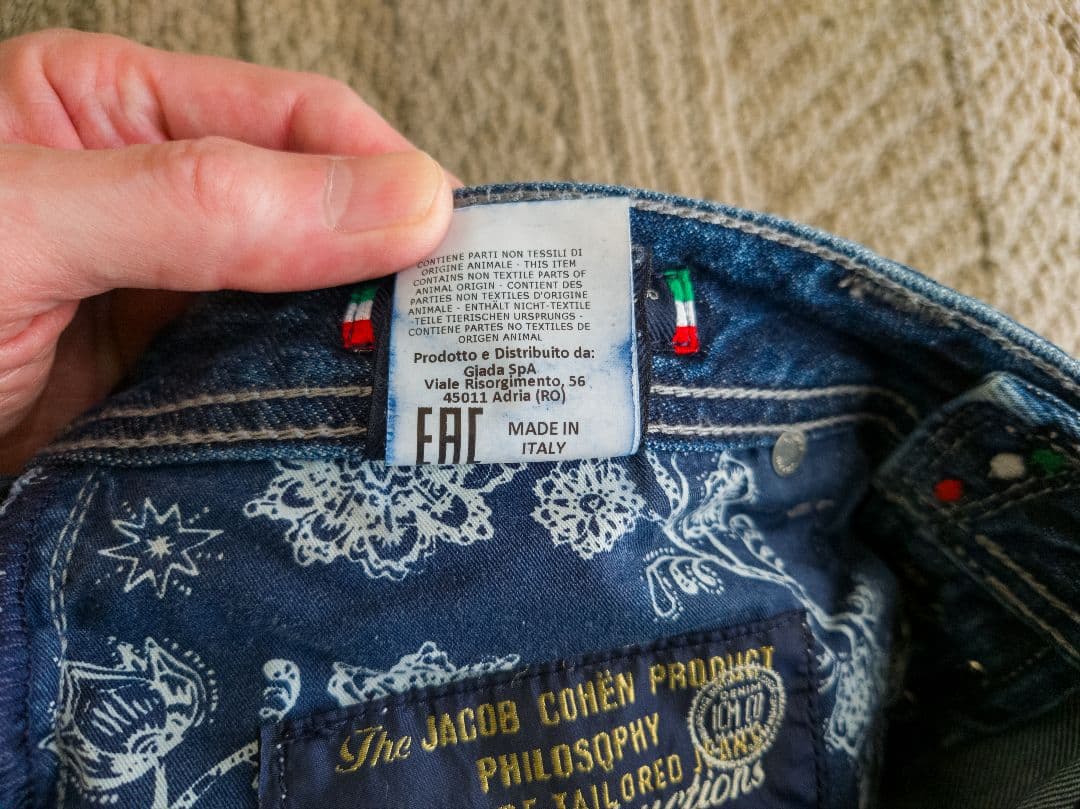 CONTIENE PARTI NON TESSILI DI
ORIGINE ANIMALE - THIS ITEM
CONTAINS NON TEXTILE PARTS OF
ANIMAL ORIGIN - CONTIENT DES
PARTIES NON TEXTILES D'ORIGINE
ANIMALE - ENTHÄLT NICHT-TEXTILE
-TEILE TIERISCHEN URSPRUNGS -
CONTIENE PARTES NO TEXTILES DE
ORIGEN ANIMAL
Prodotto e Distribuito da:
Giada SpA
Viale Risorgimento, 56
45011 Adria (RO)
EAC MADE IN
ITALY
The JACOB COHËN PRODUCT
PHILOSOPHY
TAILORED
DENIM